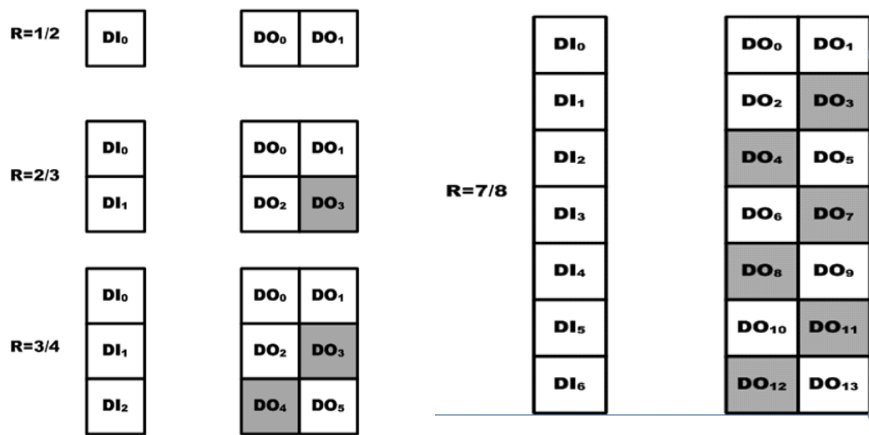 R=1/2 DI₀ DO₀ DO₁
R=2/3
DI₀ DO₀ DO₁
DI₁ DO₂ DO₃
R=3/4
DI₀ DO₀ DO₁
DI₁ DO₂ DO₃
DI₂ DO₄ DO₅
R=7/8
DI₀ DO₀ DO₁
DI₁ DO₂ DO₃
DI₂ DO₄ DO₅
DI₃ DO₆ DO₇
DI₄ DO₈ DO₉
DI₅ DO₁₀ DO₁₁
DI₆ DO₁₂ DO₁₃